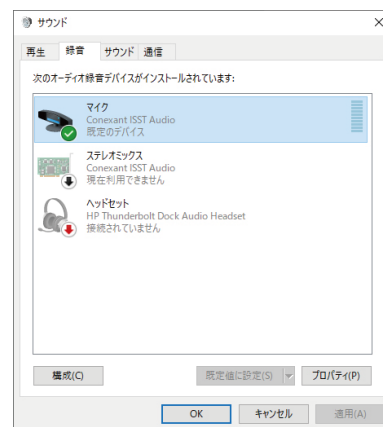 サウンド
再生 録音 サウンド 通信
次のオーディオ録音デバイスがインストールされています:
マイク
Conexant ISST Audio
既定のデバイス
ステレオミックス
Conexant ISST Audio
現在利用できません
ヘッドセット
HP Thunderbolt Dock Audio Headset
接続されていません
構成(C) 既定値に設定(S) プロパティ(P)
OK キャンセル 適用(A)